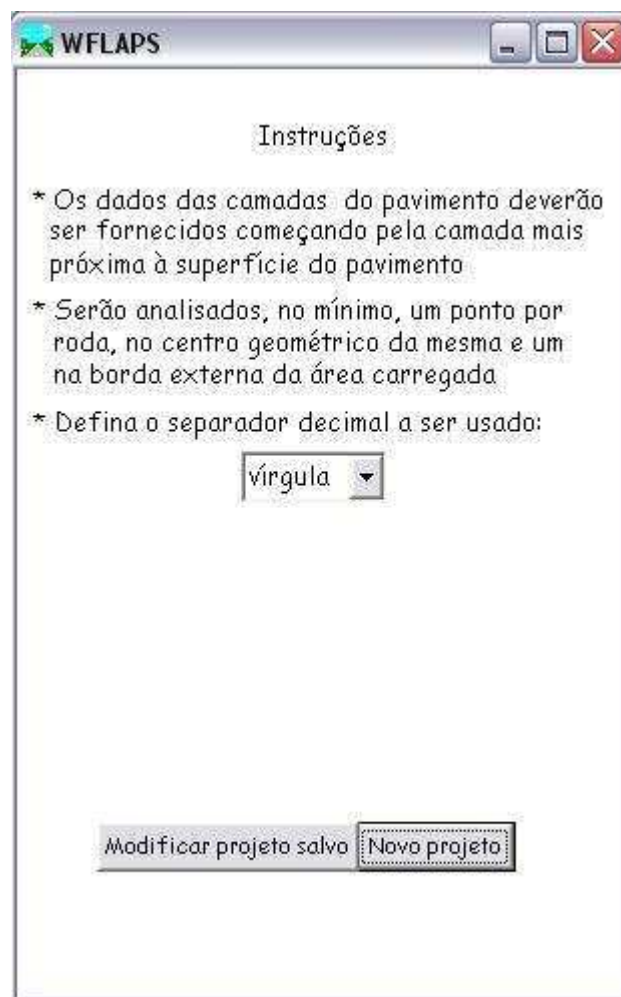 WFLAPS
Instruções
* Os dados das camadas do pavimento deverão
ser fornecidos começando pela camada mais
próxima à superfície do pavimento
* Serão analisados, no mínimo, um ponto por
roda, no centro geométrico da mesma e um
na borda externa da área carregada
* Defina o separador decimal a ser usado:
vírgula
Modificar projeto salvo Novo projeto